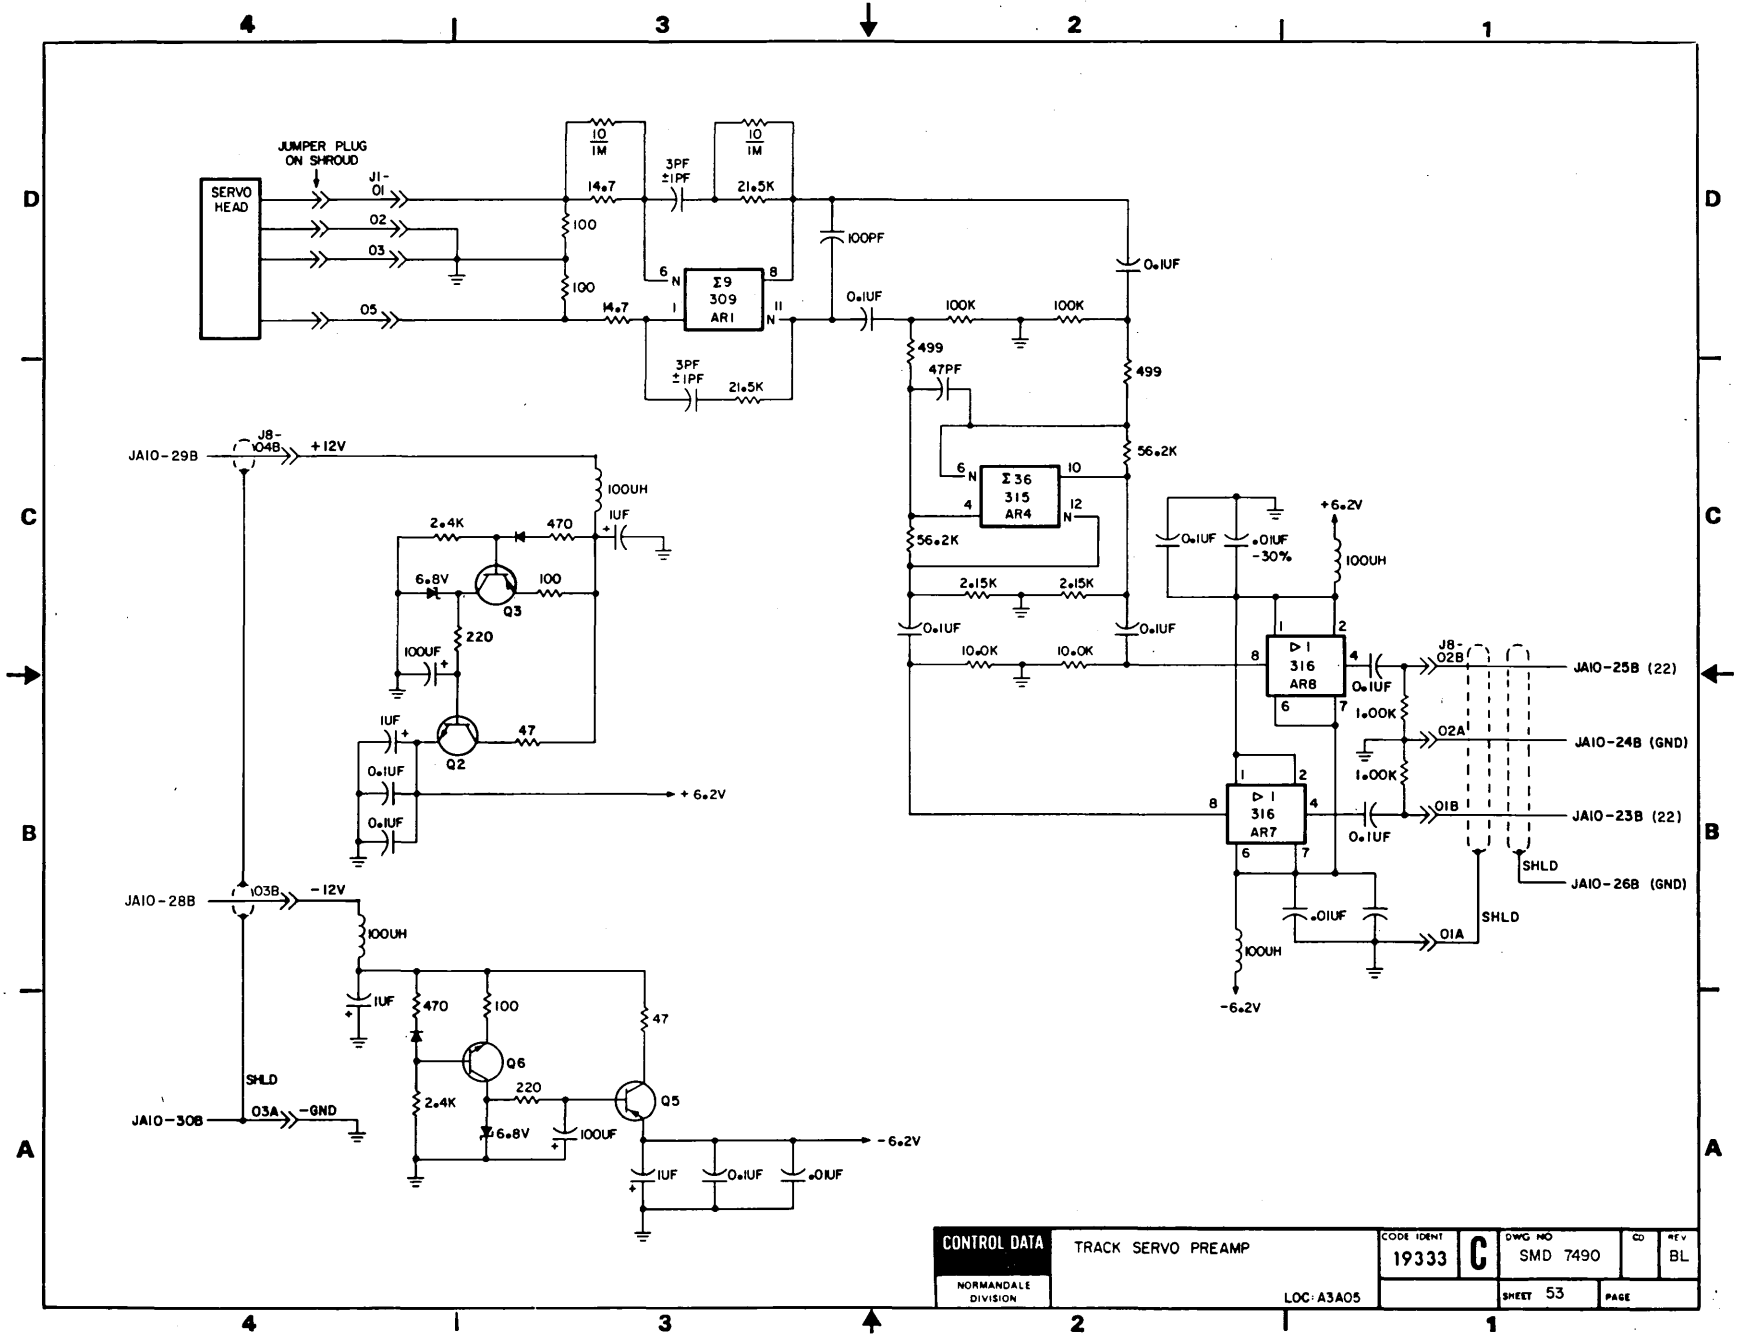 4 3 2 1
JUMPER PLUG
ON SHROUD
J1-
01
02
03
05
SERVO
HEAD
D
D
10
1M
14.7
100
100
14.7
3PF
±1PF
10
1M
21.5K
6 N
8
Σ9
309
AR1
1
11
N
3PF
±1PF
21.5K
100PF
0.1UF
0.1UF
100K
100K
499
47PF
499
56.2K
6
N
10
Σ36
315
AR4
4
12
N
56.2K
2.15K
2.15K
0.1UF
0.1UF
10.0K
10.0K
C
C
JA10-29B
J8-
04B
+12V
100UH
1UF
+
2.4K
470
6.8V
100
Q3
220
100UF
+
1UF
+
47
Q2
0.1UF
+6.2V
0.1UF
0.1UF
.01UF
-30%
+6.2V
100UH
1
2
8
▷1
316
AR8
4
6
7
0.1UF
J8-
02B
JA10-25B (22)
1.00K
02A
JA10-24B (GND)
1.00K
1
2
8
▷1
316
AR7
4
6
7
0.1UF
01B
JA10-23B (22)
SHLD
JA10-26B (GND)
.01UF
SHLD
01A
100UH
-6.2V
B
B
JA10-28B
03B
-12V
100UH
1UF
+
470
100
47
Q6
2.4K
220
Q5
6.8V
100UF
+
-6.2V
1UF
+
0.1UF
.01UF
SHLD
JA10-30B
03A
-GND
A
A
CONTROL DATA
NORMANDALE
DIVISION
TRACK SERVO PREAMP
LOC: A3A05
CODE IDENT
19333
C
DWG NO
SMD 7490
CD
REV
BL
SHEET 53
PAGE
4 3 2 1